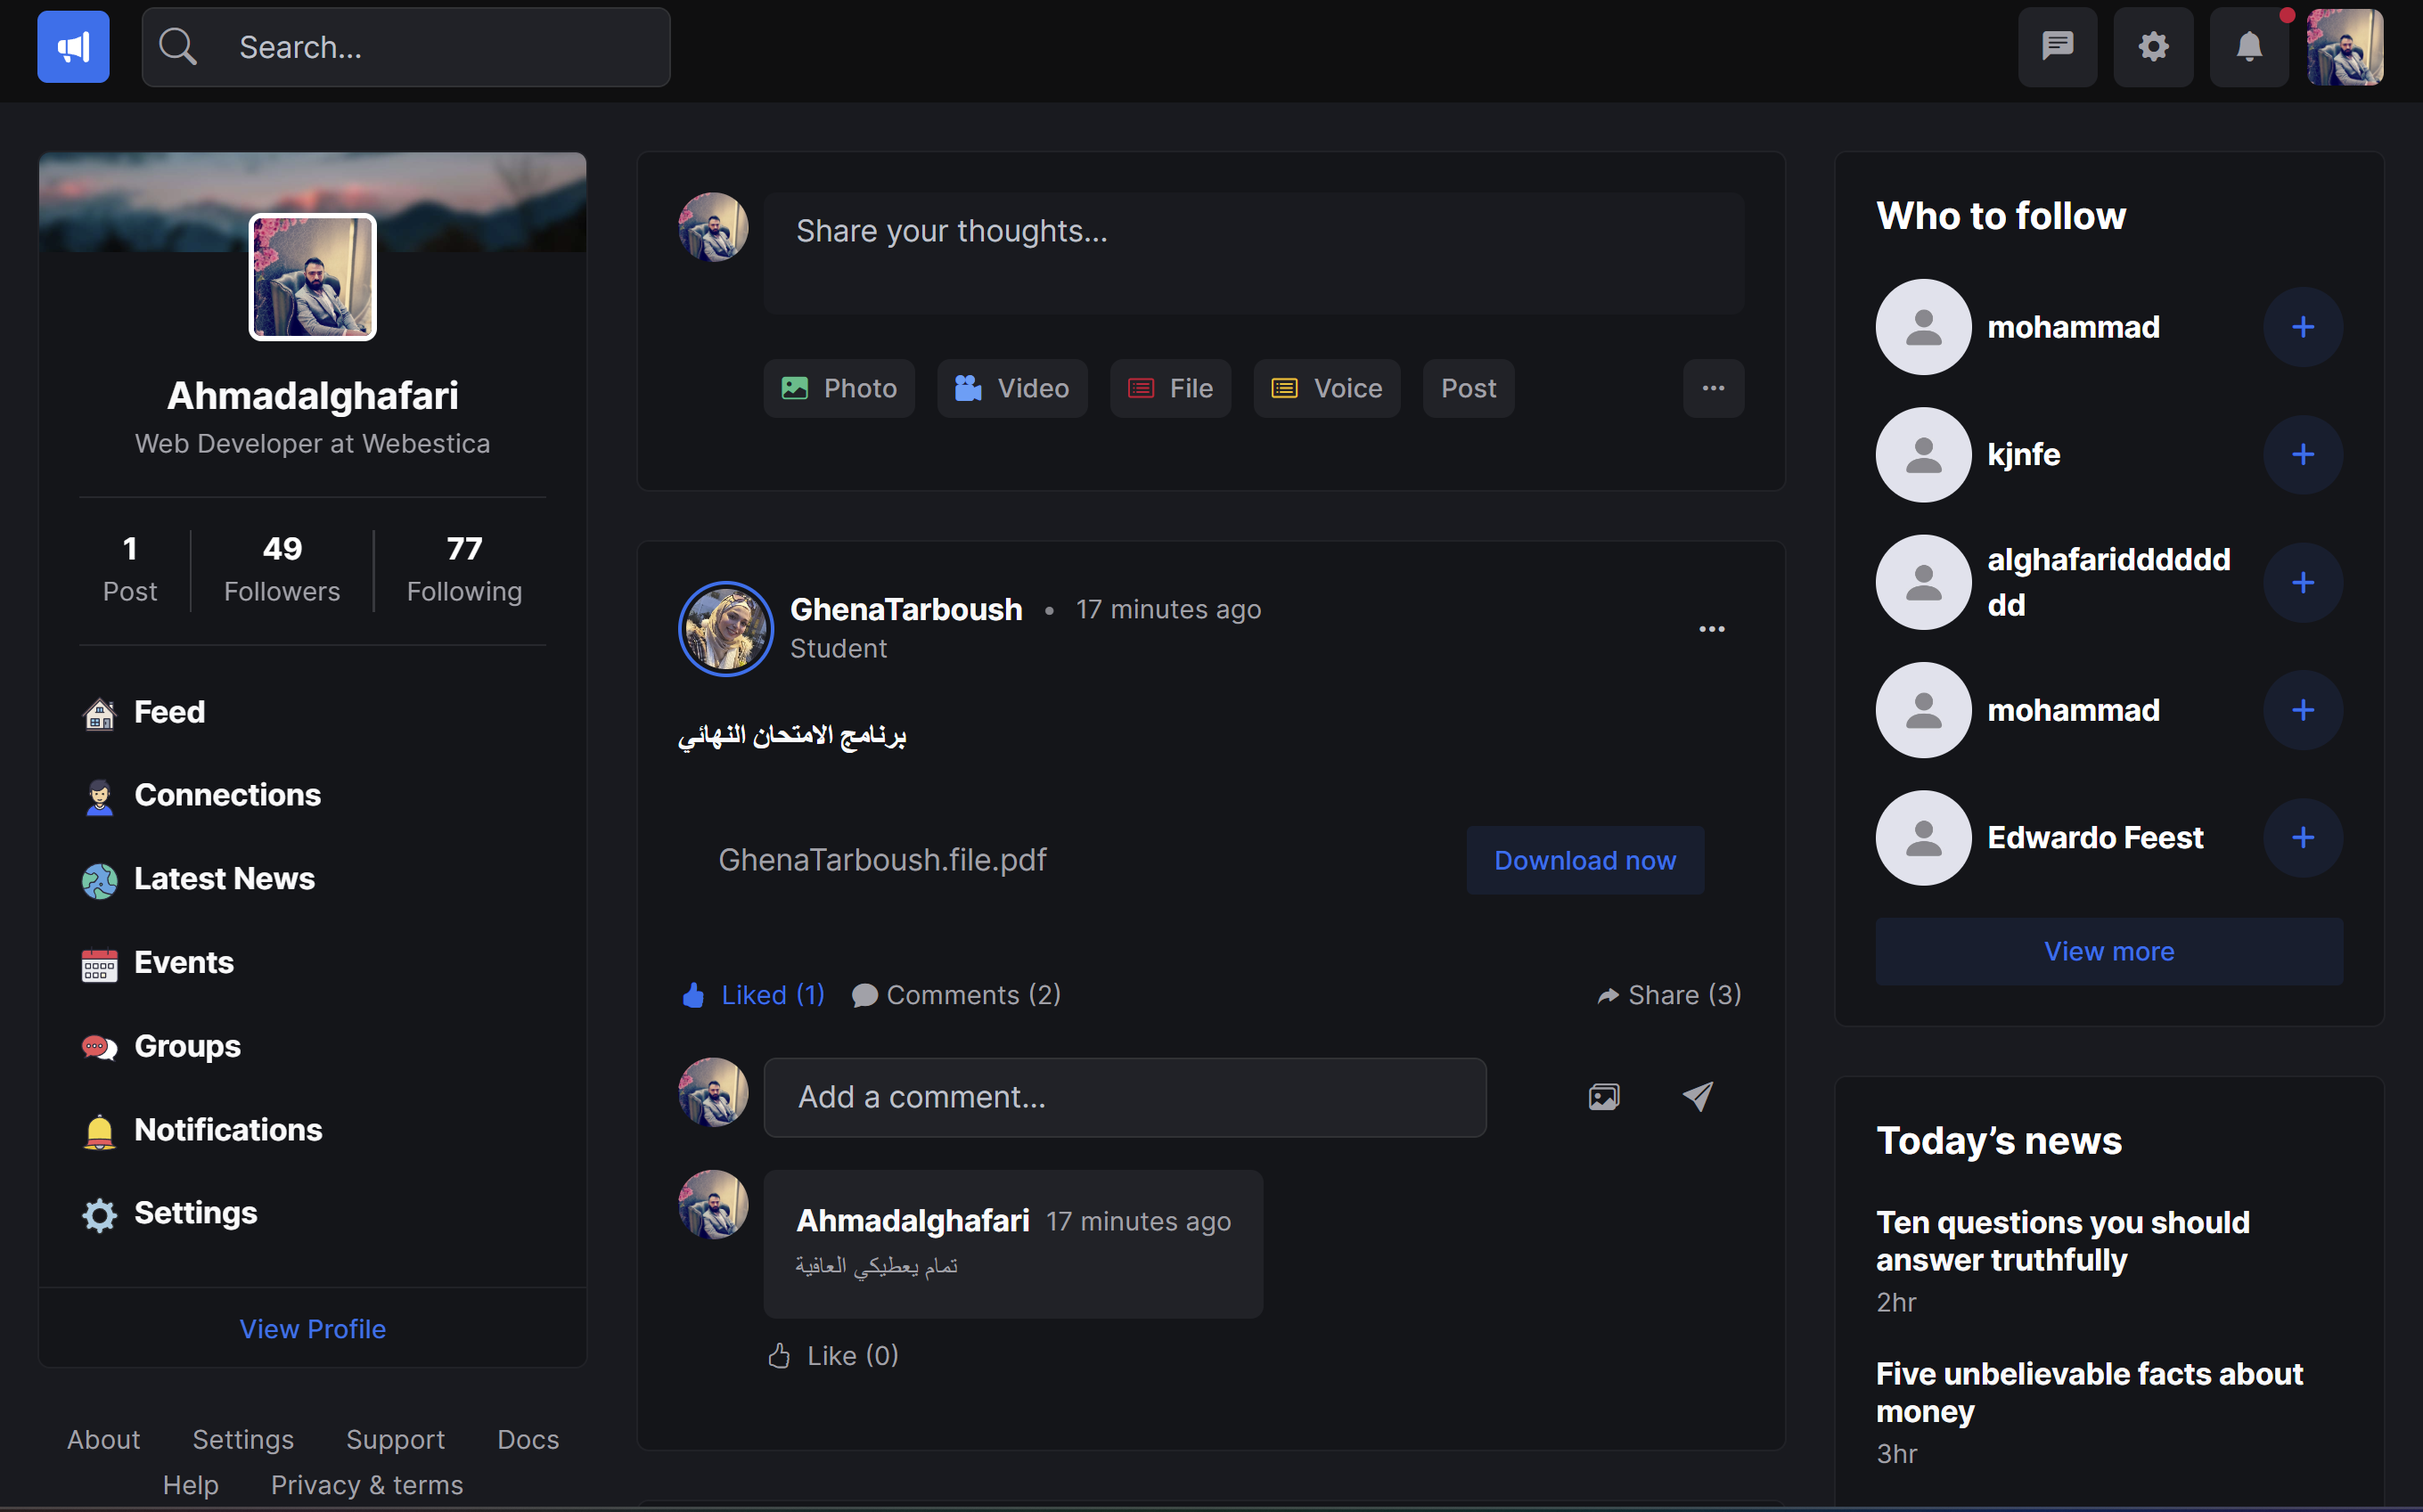 Search...
Ahmadalghafari
Web Developer at Webestica
1 49 77
Post Followers Following
Feed
Connections
Latest News
Events
Groups
Notifications
Settings
View Profile
About Settings Support Docs
Help Privacy & terms
Share your thoughts...
Photo Video File Voice Post
GhenaTarboush • 17 minutes ago
Student
برنامج الامتحان النهائي
GhenaTarboush.file.pdf Download now
Liked (1) Comments (2) Share (3)
Add a comment...
Ahmadalghafari 17 minutes ago
تمام يعطيكي العافية
Like (0)
Who to follow
mohammad
kjnfe
alghafaridddddd
dd
mohammad
Edwardo Feest
View more
Today’s news
Ten questions you should
answer truthfully
2hr
Five unbelievable facts about
money
3hr